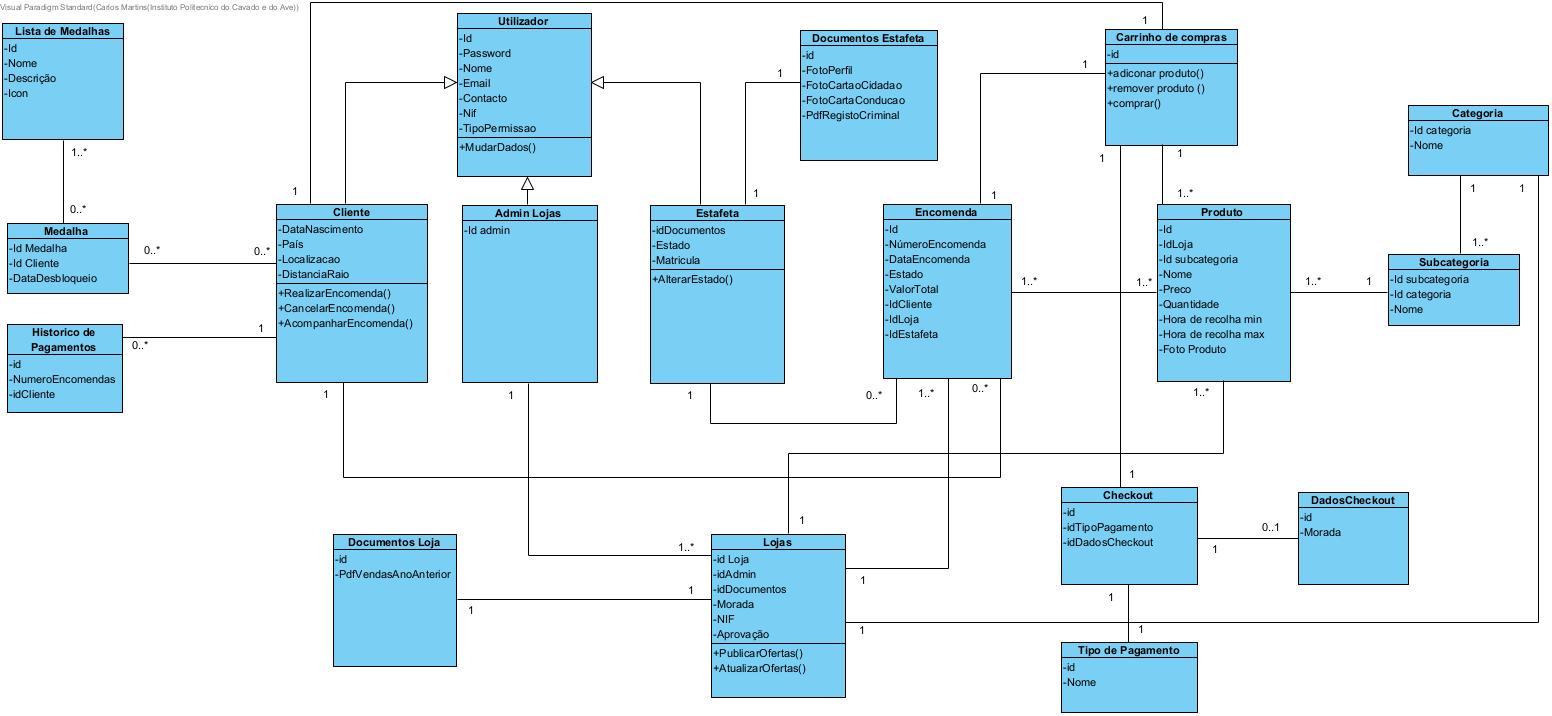 Visual Paradigm Standard(Carlos Martins(Instituto Politecnico do Cavado e do Ave))
Lista de Medalhas
-Id
-Nome
-Descrição
-Icon
1..*
0..*
Medalha
-Id Medalha
-Id Cliente
-DataDesbloqueio
0..*
0..*
Historico de
Pagamentos
-id
-NumeroEncomendas
-idCliente
0..*
1
Utilizador
-Id
-Password
-Nome
-Email
-Contacto
-Nif
-TipoPermissao
+MudarDados()
1
Cliente
-DataNascimento
-País
-Localizacao
-DistanciaRaio
+RealizarEncomenda()
+CancelarEncomenda()
+AcompanharEncomenda()
1
Admin Lojas
-Id admin
1
Documentos Estafeta
-id
-FotoPerfil
-FotoCartaoCidadao
-FotoCartaConducao
-PdfRegistoCriminal
1
1
Estafeta
-idDocumentos
-Estado
-Matricula
+AlterarEstado()
1
1
Carrinho de compras
-id
+adiconar produto()
+remover produto ()
+comprar()
1
1
1
1..*
1
Encomenda
-Id
-NúmeroEncomenda
-DataEncomenda
-Estado
-ValorTotal
-IdCliente
-IdLoja
-IdEstafeta
0..*
1..*
0..*
1..*
1..*
Produto
-Id
-IdLoja
-Id subcategoria
-Nome
-Preco
-Quantidade
-Hora de recolha min
-Hora de recolha max
-Foto Produto
1..*
1..*
1
Categoria
-Id categoria
-Nome
1
1
1..*
Subcategoria
-Id subcategoria
-Id categoria
-Nome
Documentos Loja
-id
-PdfVendasAnoAnterior
1
1
1..*
1
Lojas
-id Loja
-idAdmin
-idDocumentos
-Morada
-NIF
-Aprovação
+PublicarOfertas()
+AtualizarOfertas()
1
1
1
Checkout
-id
-idTipoPagamento
-idDadosCheckout
1
0..1
DadosCheckout
-id
-Morada
1
1
Tipo de Pagamento
-id
-Nome